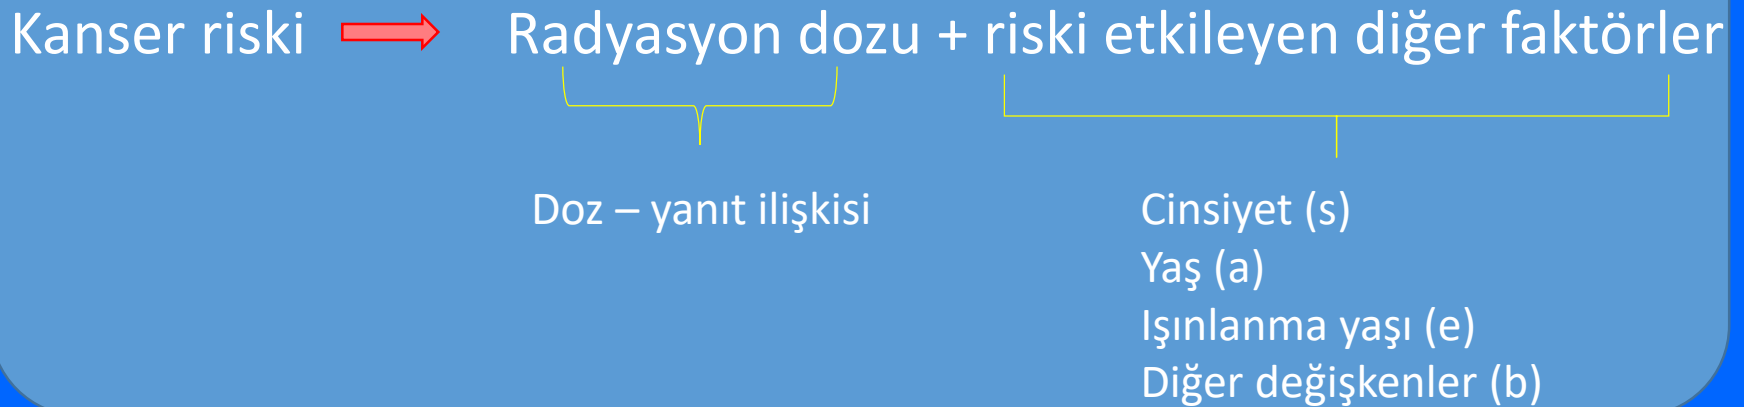 Kanser riski Radyasyon dozu + riski etkileyen diğer faktörler
Doz – yanıt ilişkisi
Cinsiyet (s)
Yaş (a)
Işınlanma yaşı (e)
Diğer değişkenler (b)